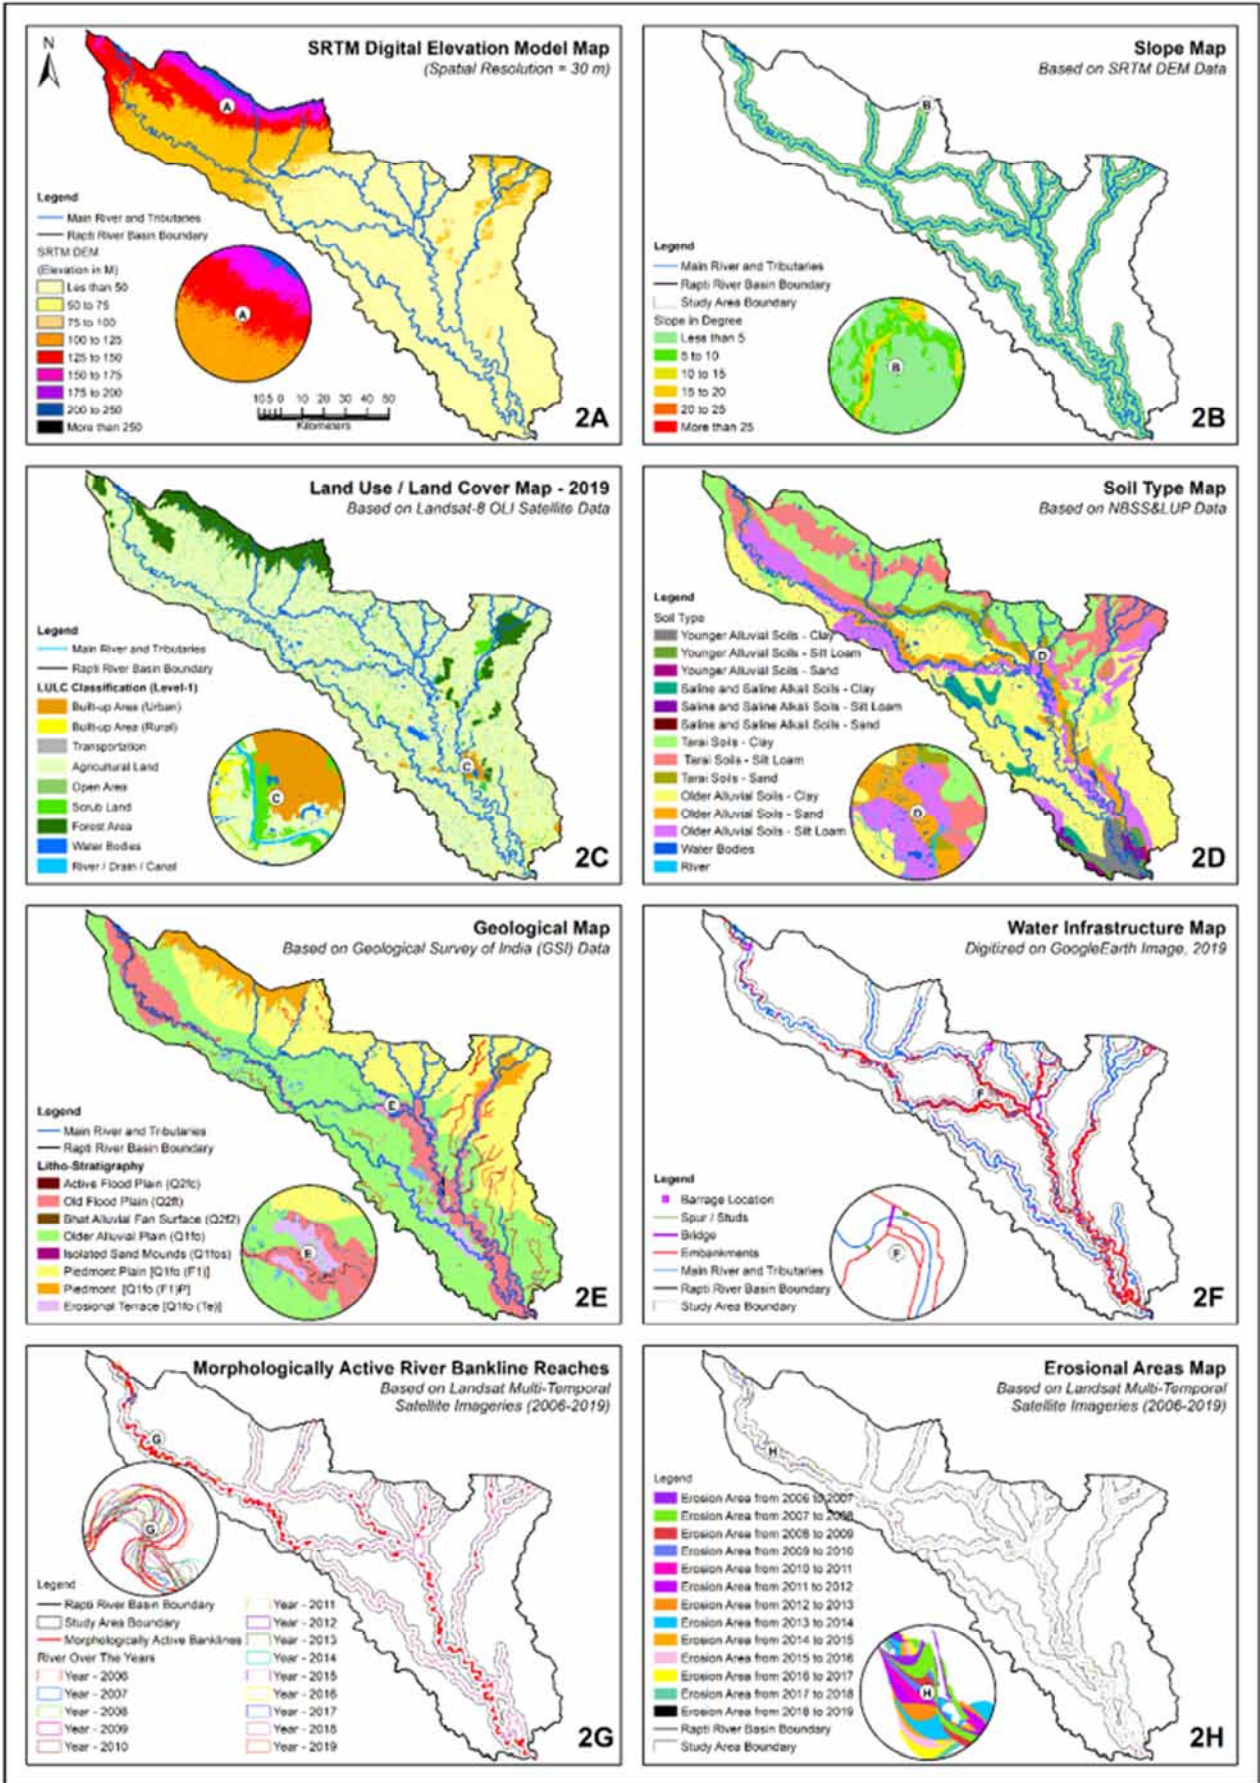 N
SRTM Digital Elevation Model Map
(Spatial Resolution = 30 m)
A
Legend
Main River and Tributaries
Rapti River Basin Boundary
SRTM DEM
(Elevation in M)
Les than 50
50 to 75
75 to 100
100 to 125
125 to 150
150 to 175
175 to 200
200 to 250
More than 250
A
10 5 0 10 20 30 40 50
Kilometers
2A
Slope Map
Based on SRTM DEM Data
B
Legend
Main River and Tributaries
Rapti River Basin Boundary
Study Area Boundary
Slope in Degree
Less than 5
5 to 10
10 to 15
15 to 20
20 to 25
More than 25
B
2B
Land Use / Land Cover Map - 2019
Based on Landsat-8 OLI Satellite Data
Legend
Main River and Tributaries
Rapti River Basin Boundary
LULC Classification (Level-1)
Built-up Area (Urban)
Built-up Area (Rural)
Transportation
Agricultural Land
Open Area
Scrub Land
Forest Area
Water Bodies
River / Drain / Canal
C
C
2C
Soil Type Map
Based on NBSS&LUP Data
Legend
Soil Type
Younger Alluvial Soils - Clay
Younger Alluvial Soils - Silt Loam
Younger Alluvial Soils - Sand
Saline and Saline Alkali Soils - Clay
Saline and Saline Alkali Soils - Silt Loam
Saline and Saline Alkali Soils - Sand
Tarai Soils - Clay
Tarai Soils - Silt Loam
Tarai Soils - Sand
Older Alluvial Soils - Clay
Older Alluvial Soils - Sand
Older Alluvial Soils - Silt Loam
Water Bodies
River
D
D
2D
Geological Map
Based on Geological Survey of India (GSI) Data
E
Legend
Main River and Tributaries
Rapti River Basin Boundary
Litho-Stratigraphy
Active Flood Plain (Q2fc)
Old Flood Plain (Q2ft)
Bhat Alluvial Fan Surface (Q2f2)
Older Alluvial Plain (Q1fo)
Isolated Sand Mounds (Q1fos)
Piedmont Plain [Q1fo (F1)]
Piedmont [Q1fo (F1)P]
Erosional Terrace [Q1fo (Te)]
E
2E
Water Infrastructure Map
Digitized on GoogleEarth Image, 2019
F
Legend
Barrage Location
Spur / Studs
Bridge
Embankments
Main River and Tributaries
Rapti River Basin Boundary
Study Area Boundary
F
2F
Morphologically Active River Bankline Reaches
Based on Landsat Multi-Temporal
Satellite Imageries (2006-2019)
G
G
Legend
Rapti River Basin Boundary
Study Area Boundary
Morphologically Active Banklines
River Over The Years
Year - 2006
Year - 2007
Year - 2008
Year - 2009
Year - 2010
Year - 2011
Year - 2012
Year - 2013
Year - 2014
Year - 2015
Year - 2016
Year - 2017
Year - 2018
Year - 2019
2G
Erosional Areas Map
Based on Landsat Multi-Temporal
Satellite Imageries (2006-2019)
H
Legend
Erosion Area from 2006 to 2007
Erosion Area from 2007 to 2008
Erosion Area from 2008 to 2009
Erosion Area from 2009 to 2010
Erosion Area from 2010 to 2011
Erosion Area from 2011 to 2012
Erosion Area from 2012 to 2013
Erosion Area from 2013 to 2014
Erosion Area from 2014 to 2015
Erosion Area from 2015 to 2016
Erosion Area from 2016 to 2017
Erosion Area from 2017 to 2018
Erosion Area from 2018 to 2019
Rapti River Basin Boundary
Study Area Boundary
H
2H